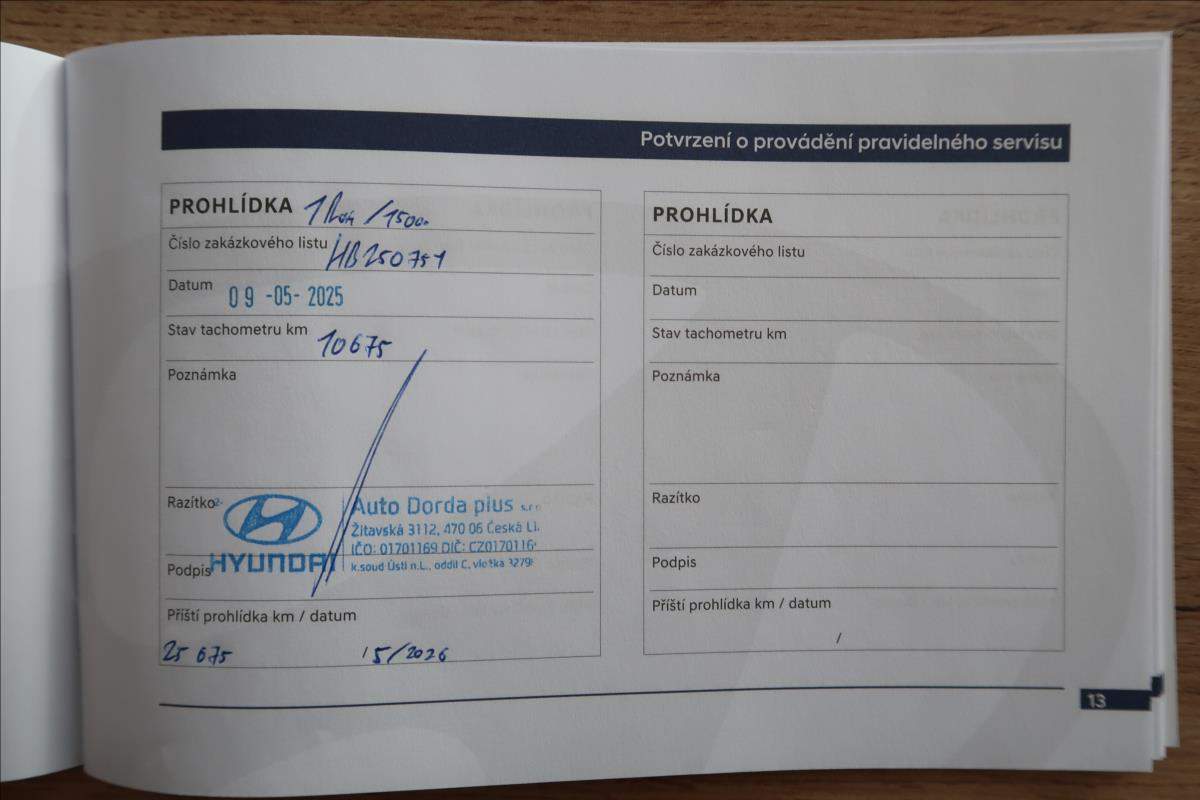 Potvrzení o provádění pravidelného servisu
PROHLÍDKA 1 Rok /15000
Číslo zakázkového listu HB250751
Datum 09 -05- 2025
Stav tachometru km 10675
Poznámka
Razítko
HYUNDAI
Auto Dorda plus s.r.o.
Žitavská 3112, 470 06 Česká Lí.
IČO: 01701169 DIČ: CZ0170116
k.soud Ústí n.L., oddíl C, vložka 3279
Podpis
Příští prohlídka km / datum
25 675 / 5/2026
PROHLÍDKA
Číslo zakázkového listu
Datum
Stav tachometru km
Poznámka
Razítko
Podpis
Příští prohlídka km / datum
/
13